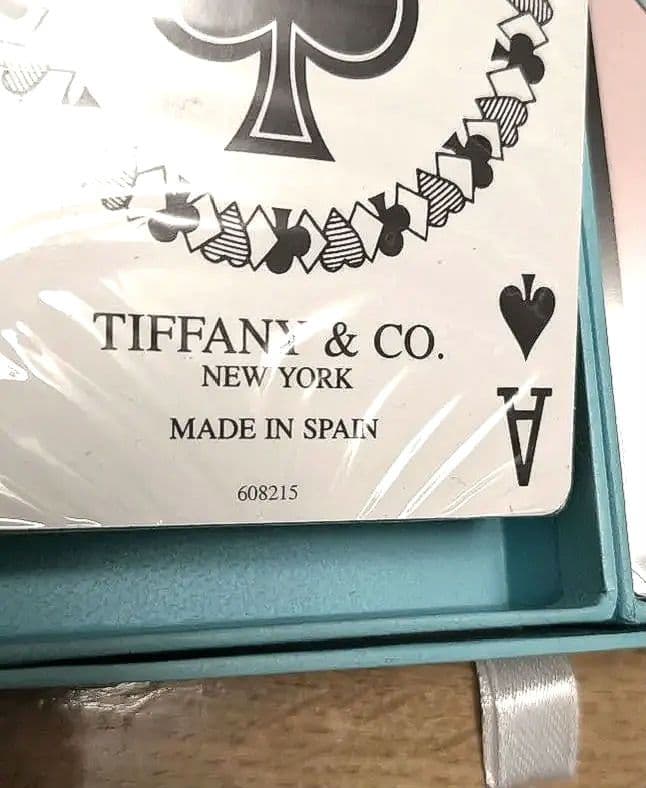 TIFFANY & CO.
NEW YORK
MADE IN SPAIN
608215
A